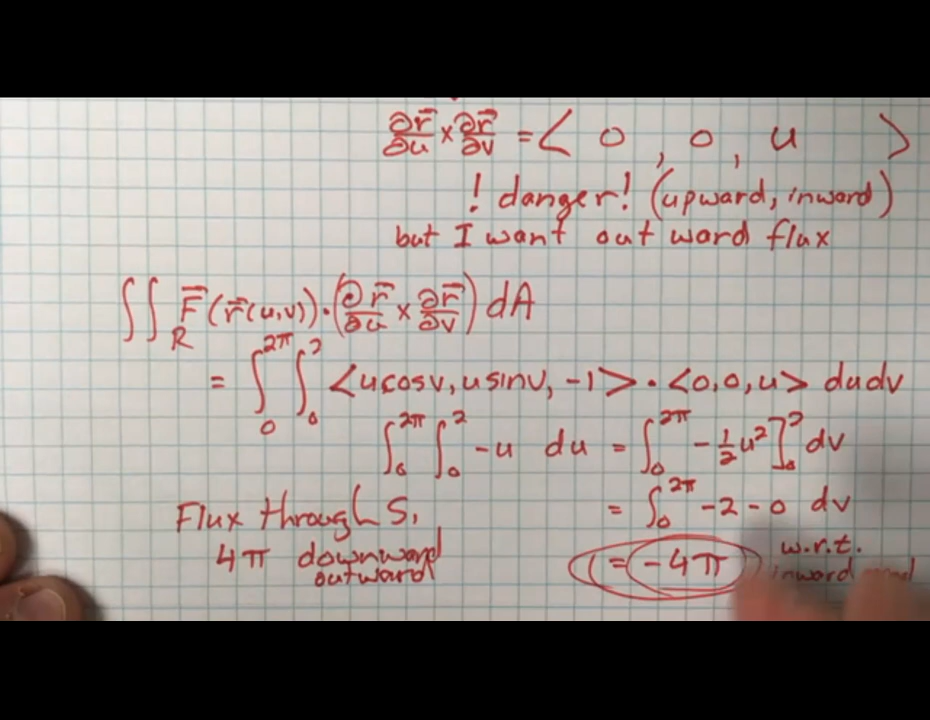 ∂r⃗/∂u × ∂r⃗/∂v = < 0, 0, u >
! danger! (upward, inward)
but I want outward flux
∫∫_R F⃗(r⃗(u,v))·(∂r⃗/∂u × ∂r⃗/∂v) dA
= ∫_0^2π ∫_0^2 <ucosv, usinv, -1> · <0,0,u> dudv
∫_0^2π ∫_0^2 -u du = ∫_0^2π -½u²]_0^2 dv
= ∫_0^2π -2-0 dv
Flux through S₁
4π downward
outward
= -4π w.r.t.
inward